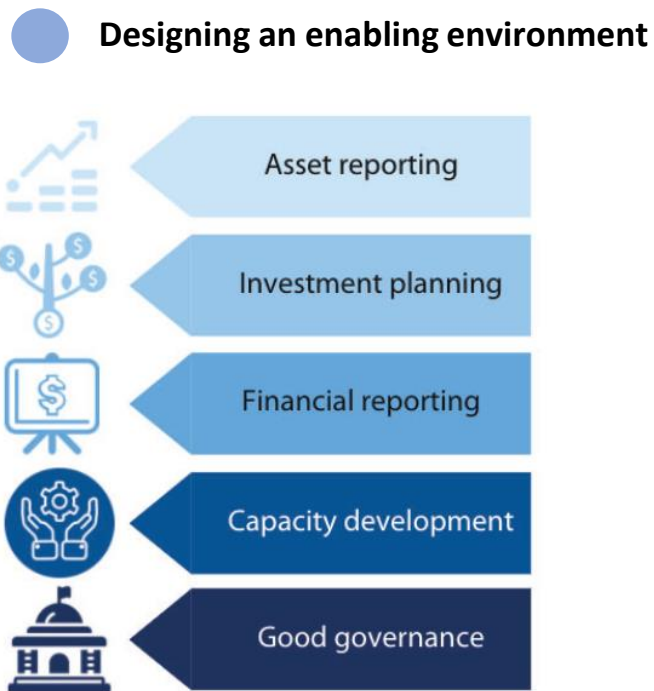 Designing an enabling environment
Asset reporting
$
$
$
$
Investment planning
$
Financial reporting
Capacity development
Good governance